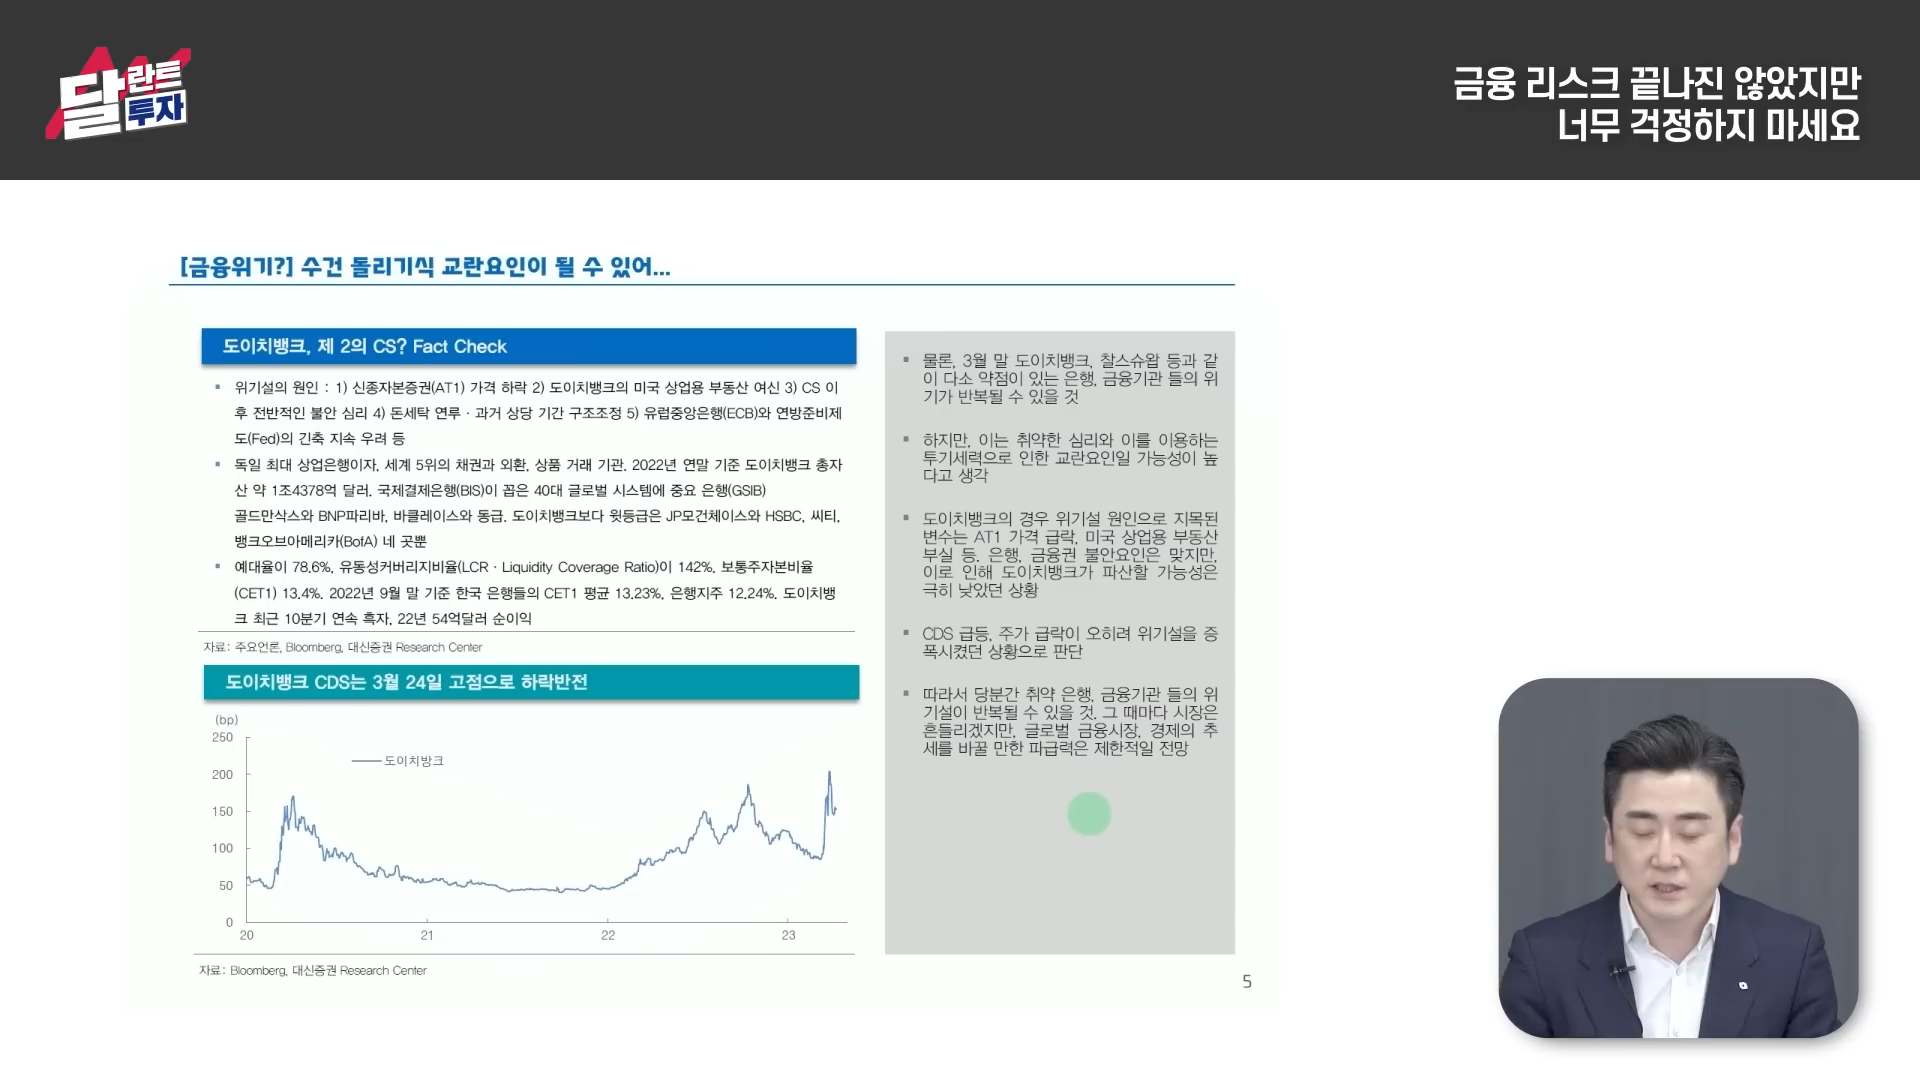 달란트
투자
금융 리스크 끝나진 않았지만
너무 걱정하지 마세요
[금융위기?] 수건 돌리기식 교란요인이 될 수 있어...
도이치뱅크, 제 2의 CS? Fact Check
▪ 위기설의 원인 : 1) 신종자본증권(AT1) 가격 하락 2) 도이치뱅크의 미국 상업용 부동산 여신 3) CS 이
후 전반적인 불안 심리 4) 돈세탁 연루 · 과거 상당 기간 구조조정 5) 유럽중앙은행(ECB)와 연방준비제
도(Fed)의 긴축 지속 우려 등
▪ 독일 최대 상업은행이자, 세계 5위의 채권과 외환, 상품 거래 기관. 2022년 연말 기준 도이치뱅크 총자
산 약 1조4378억 달러. 국제결제은행(BIS)이 꼽은 40대 글로벌 시스템에 중요 은행(GSIB)
골드만삭스와 BNP파리바, 바클레이스와 동급. 도이치뱅크보다 윗등급은 JP모건체이스와 HSBC, 씨티,
뱅크오브아메리카(BofA) 네 곳뿐
▪ 예대율이 78.6%, 유동성커버리지비율(LCR · Liquidity Coverage Ratio)이 142%, 보통주자본비율
(CET1) 13.4%. 2022년 9월 말 기준 한국 은행들의 CET1 평균 13.23%, 은행지주 12.24%. 도이치뱅
크 최근 10분기 연속 흑자, 22년 54억달러 순이익
자료: 주요언론, Bloomberg, 대신증권 Research Center
도이치뱅크 CDS는 3월 24일 고점으로 하락반전
(bp)
250
200
150
100
50
0
도이치방크
20 21 22 23
자료: Bloomberg, 대신증권 Research Center
▪ 물론, 3월 말 도이치뱅크, 찰스슈왑 등과 같
이 다소 약점이 있는 은행, 금융기관 들의 위
기가 반복될 수 있을 것
▪ 하지만, 이는 취약한 심리와 이를 이용하는
투기세력으로 인한 교란요인일 가능성이 높
다고 생각
▪ 도이치뱅크의 경우 위기설 원인으로 지목된
변수는 AT1 가격 급락, 미국 상업용 부동산
부실 등. 은행, 금융권 불안요인은 맞지만,
이로 인해 도이치뱅크가 파산할 가능성은
극히 낮았던 상황
▪ CDS 급등, 주가 급락이 오히려 위기설을 증
폭시켰던 상황으로 판단
▪ 따라서 당분간 취약 은행, 금융기관 들의 위
기설이 반복될 수 있을 것. 그 때마다 시장은
흔들리겠지만, 글로벌 금융시장, 경제의 추
세를 바꿀 만한 파급력은 제한적일 전망
5